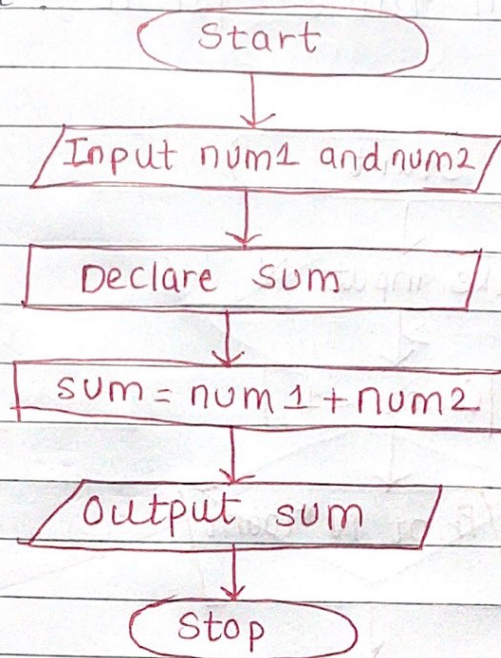 Start
Input num1 and num2
Declare sum
sum = num1 + num2
Output sum
Stop